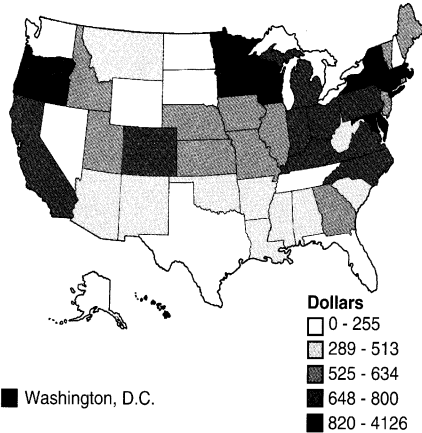 Dollars
0 - 255
289 - 513
525 - 634
648 - 800
820 - 4126
Washington, D.C.